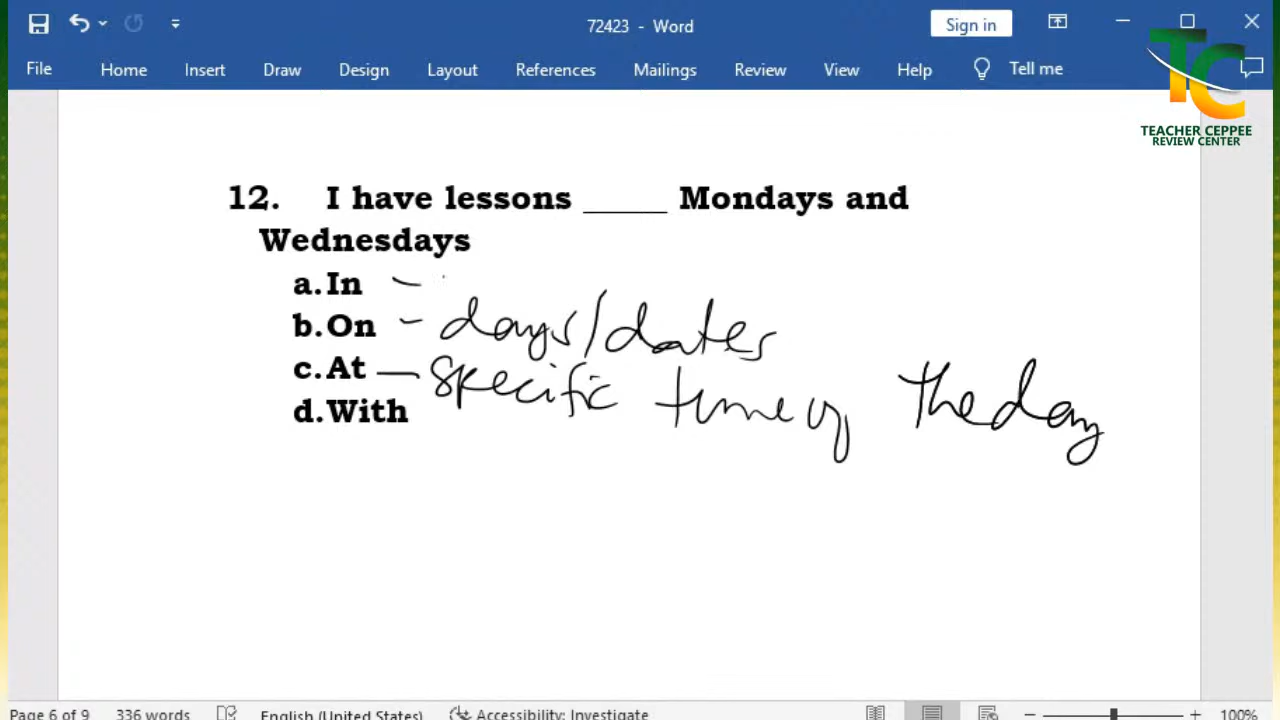 72423 - Word
Sign in
File Home Insert Draw Design Layout References Mailings Review View Help Tell me
TC
TEACHER CEPPEE
REVIEW CENTER
12. I have lessons _____ Mondays and
Wednesdays
a. In -
b. On - days/dates
c. At - specific time of the day
d. With
Page 6 of 9 336 words English (United States) Accessibility: Investigate 100%